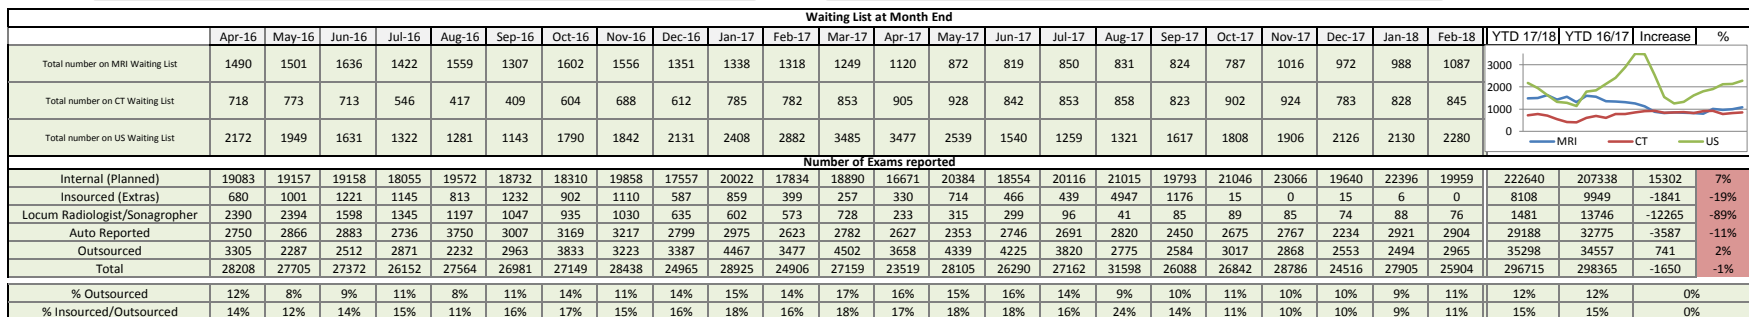 Waiting List at Month End
Apr-16 May-16 Jun-16 Jul-16 Aug-16 Sep-16 Oct-16 Nov-16 Dec-16 Jan-17 Feb-17 Mar-17 Apr-17 May-17 Jun-17 Jul-17 Aug-17 Sep-17 Oct-17 Nov-17 Dec-17 Jan-18 Feb-18 YTD 17/18 YTD 16/17 Increase %
Total number on MRI Waiting List 1490 1501 1636 1422 1559 1307 1602 1556 1351 1338 1318 1249 1120 872 819 850 831 824 787 1016 972 988 1087
Total number on CT Waiting List 718 773 713 546 417 409 604 688 612 785 782 853 905 928 842 853 858 823 902 924 783 828 845
Total number on US Waiting List 2172 1949 1631 1322 1281 1143 1790 1842 2131 2408 2882 3485 3477 2539 1540 1259 1321 1617 1808 1906 2126 2130 2280
3000
2000
1000
0
MRI CT US
Number of Exams reported
Internal (Planned) 19083 19157 19158 18055 19572 18732 18310 19858 17557 20022 17834 18890 16671 20384 18554 20116 21015 19793 21046 23066 19640 22396 19959 222640 207338 15302 7%
Insourced (Extras) 680 1001 1221 1145 813 1232 902 1110 587 859 399 257 330 714 466 439 4947 1176 15 0 15 6 0 8108 9949 -1841 -19%
Locum Radiologist/Sonagropher 2390 2394 1598 1345 1197 1047 935 1030 635 602 573 728 233 315 299 96 41 85 89 85 74 88 76 1481 13746 -12265 -89%
Auto Reported 2750 2866 2883 2736 3750 3007 3169 3217 2799 2975 2623 2782 2627 2353 2746 2691 2820 2450 2675 2767 2234 2921 2904 29188 32775 -3587 -11%
Outsourced 3305 2287 2512 2871 2232 2963 3833 3223 3387 4467 3477 4502 3658 4339 4225 3820 2775 2584 3017 2868 2553 2494 2965 35298 34557 741 2%
Total 28208 27705 27372 26152 27564 26981 27149 28438 24965 28925 24906 27159 23519 28105 26290 27162 31598 26088 26842 28786 24516 27905 25904 296715 298365 -1650 -1%
% Outsourced 12% 8% 9% 11% 8% 11% 14% 11% 14% 15% 14% 17% 16% 15% 16% 14% 9% 10% 11% 10% 10% 9% 11% 12% 12% 0%
% Insourced/Outsourced 14% 12% 14% 15% 11% 16% 17% 15% 16% 18% 16% 18% 17% 18% 18% 16% 24% 14% 11% 10% 10% 9% 11% 15% 15% 0%